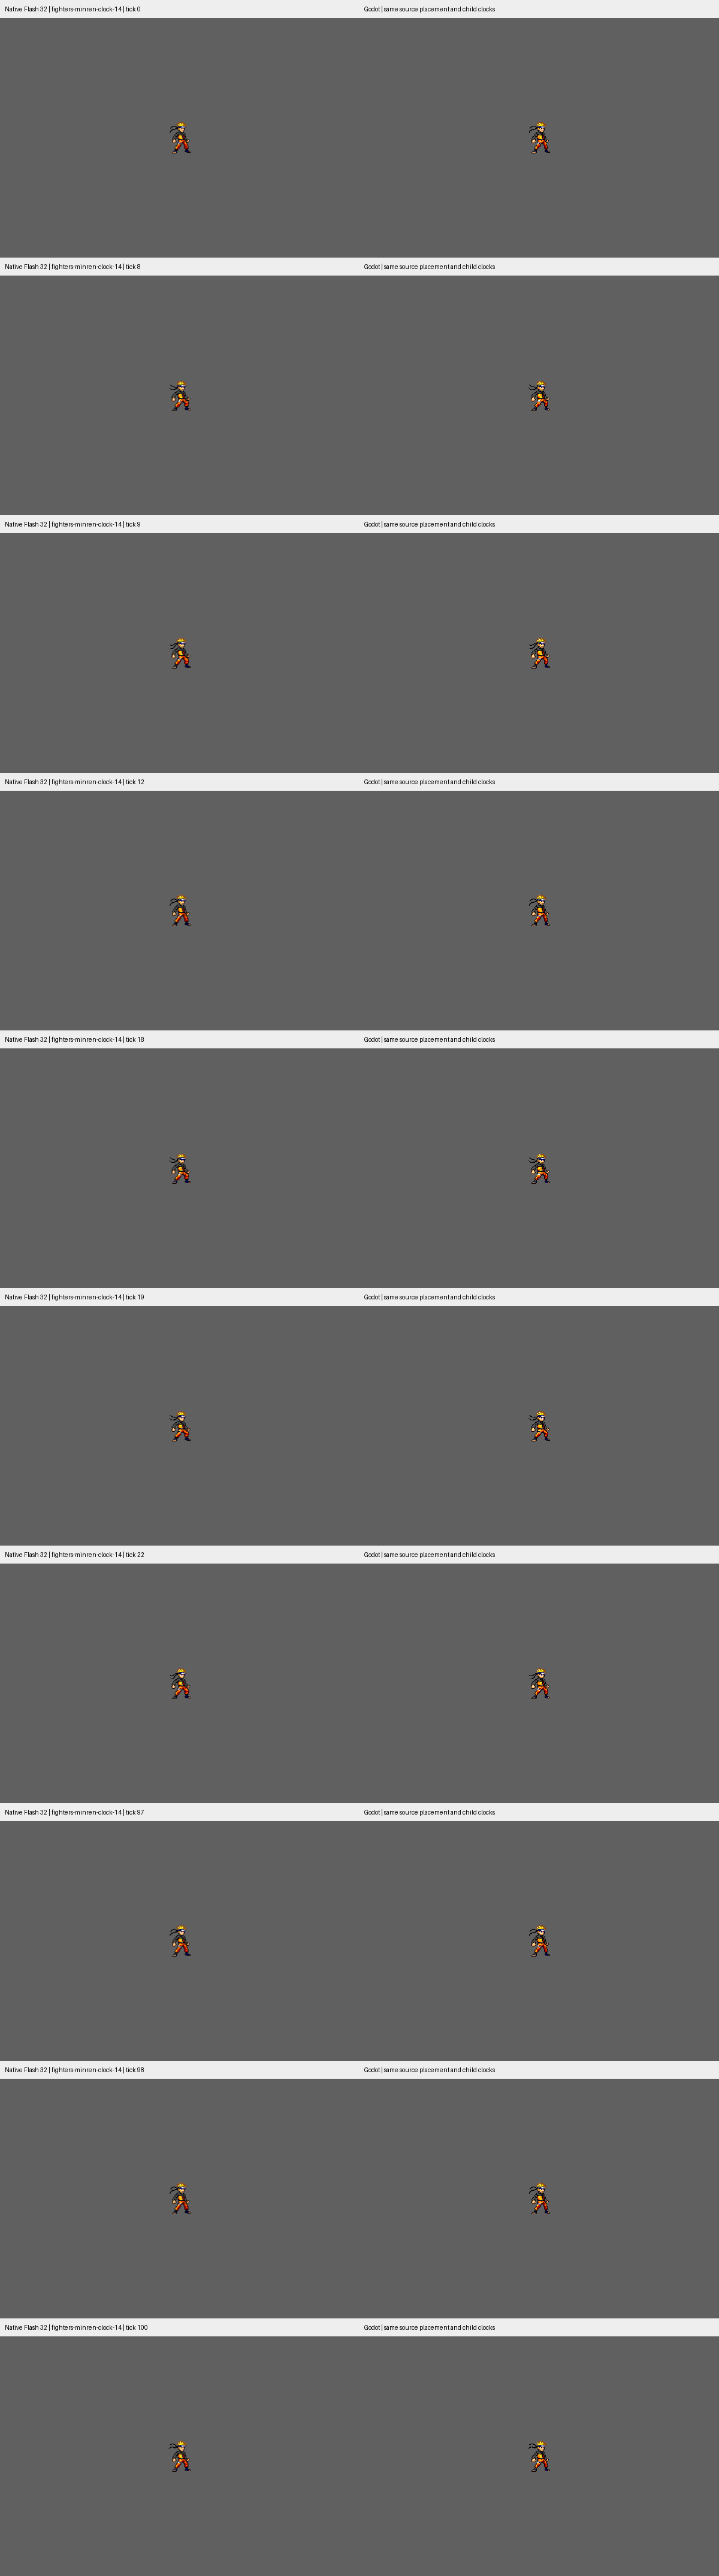 Native Flash 32 | fighters-minren-clock-14 | tick 0
Godot | same source placement and child clocks
Native Flash 32 | fighters-minren-clock-14 | tick 8
Godot | same source placement and child clocks
Native Flash 32 | fighters-minren-clock-14 | tick 9
Godot | same source placement and child clocks
Native Flash 32 | fighters-minren-clock-14 | tick 12
Godot | same source placement and child clocks
Native Flash 32 | fighters-minren-clock-14 | tick 18
Godot | same source placement and child clocks
Native Flash 32 | fighters-minren-clock-14 | tick 19
Godot | same source placement and child clocks
Native Flash 32 | fighters-minren-clock-14 | tick 22
Godot | same source placement and child clocks
Native Flash 32 | fighters-minren-clock-14 | tick 97
Godot | same source placement and child clocks
Native Flash 32 | fighters-minren-clock-14 | tick 98
Godot | same source placement and child clocks
Native Flash 32 | fighters-minren-clock-14 | tick 100
Godot | same source placement and child clocks